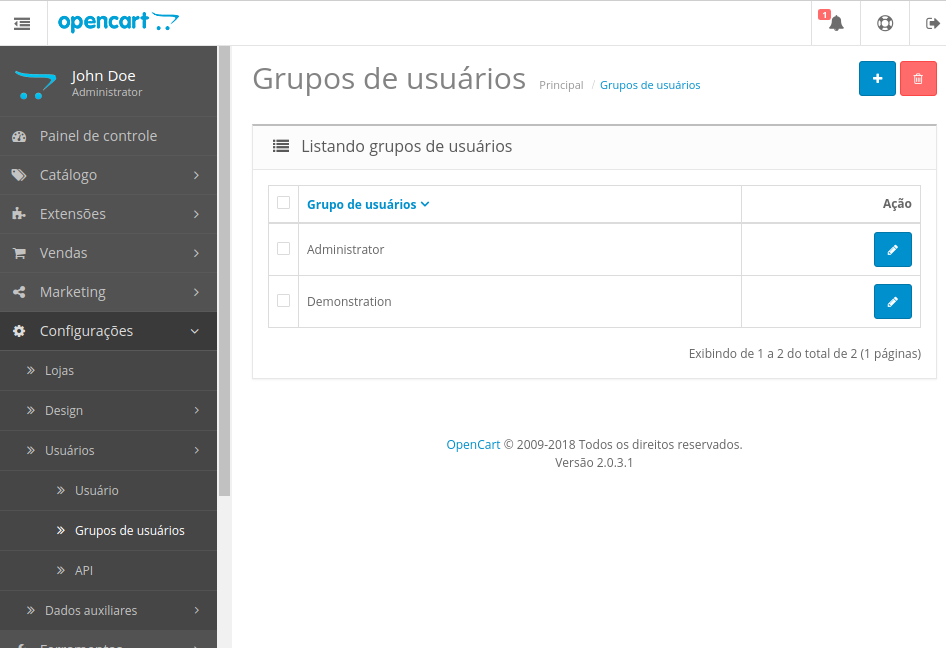 opencart
1
John Doe
Administrator
Grupos de usuários
Principal / Grupos de usuários
Painel de controle
Catálogo
Extensões
Vendas
Marketing
Configurações
Lojas
Design
Usuários
Usuário
Grupos de usuários
API
Dados auxiliares
Ferramentas
Listando grupos de usuários
Grupo de usuários
Ação
Administrator
Demonstration
Exibindo de 1 a 2 do total de 2 (1 páginas)
OpenCart © 2009-2018 Todos os direitos reservados.
Versão 2.0.3.1